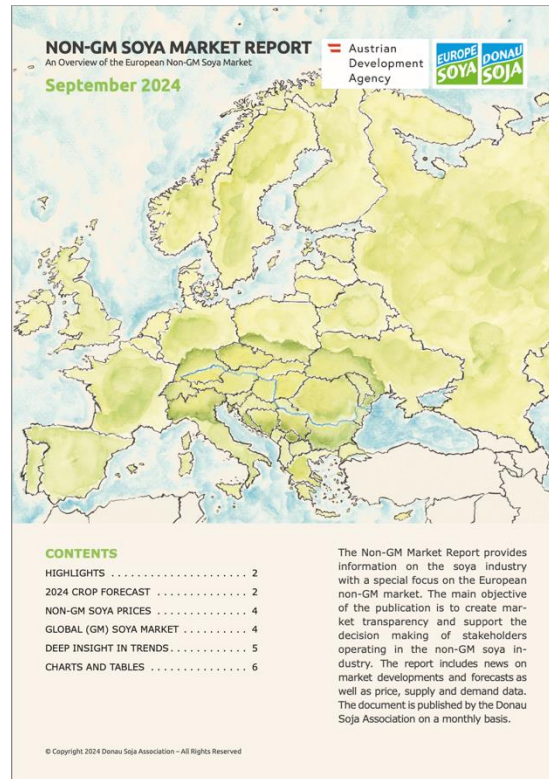 NON-GM SOYA MARKET REPORT
An Overview of the European Non-GM Soya Market
September 2024
Austrian
Development
Agency
EUROPE
SOYA
DONAU
SOJA
CONTENTS
HIGHLIGHTS . . . . . . . . . . . . . . . . . . . . . 2
2024 CROP FORECAST . . . . . . . . . . . . . . 2
NON-GM SOYA PRICES . . . . . . . . . . . . . . 4
GLOBAL (GM) SOYA MARKET . . . . . . . . . . 4
DEEP INSIGHT IN TRENDS. . . . . . . . . . . . 5
CHARTS AND TABLES . . . . . . . . . . . . . . 6
The Non-GM Market Report provides
information on the soya industry
with a special focus on the European
non-GM market. The main objective
of the publication is to create mar-
ket transparency and support the
decision making of stakeholders
operating in the non-GM soya in-
dustry. The report includes news on
market developments and forecasts as
well as price, supply and demand data.
The document is published by the Donau
Soja Association on a monthly basis.
© Copyright 2024 Donau Soja Association – All Rights Reserved